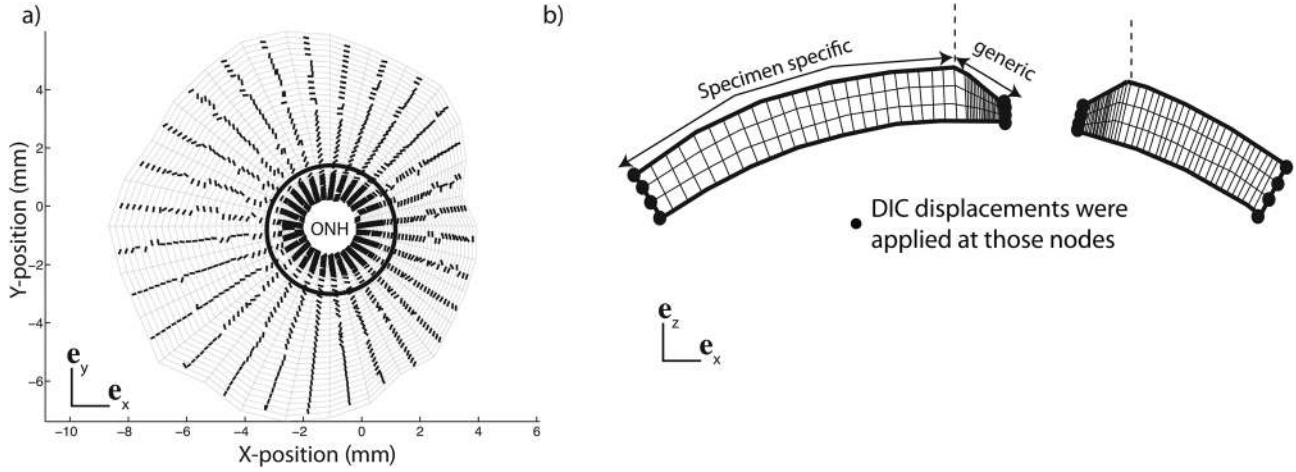 a)
Y-position (mm)
4
2
0
−2
−4
−6
ONH
e y
e x
−10 −8 −6 −4 −2 0 2 4 6
X-position (mm)
b)
Specimen specific
generic
DIC displacements were
applied at those nodes
e z
e x